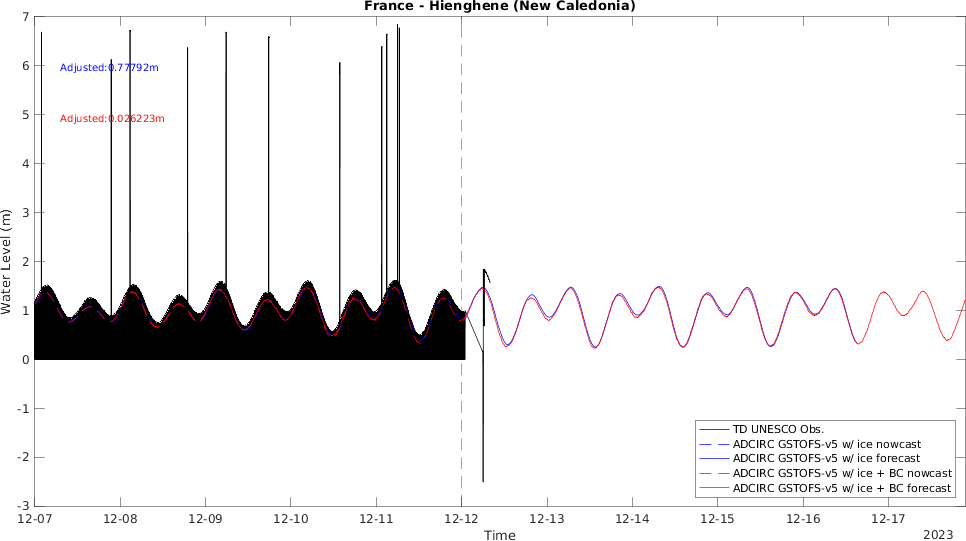 France - Hienghene (New Caledonia)
7
6
5
4
3
2
1
0
-1
-2
-3
Water Level (m)
Adjusted:0.77792m
Adjusted:0.026223m
TD UNESCO Obs.
ADCIRC GSTOFS-v5 w/ ice nowcast
ADCIRC GSTOFS-v5 w/ ice forecast
ADCIRC GSTOFS-v5 w/ ice + BC nowcast
ADCIRC GSTOFS-v5 w/ ice + BC forecast
12-07 12-08 12-09 12-10 12-11 12-12 12-13 12-14 12-15 12-16 12-17
Time
2023